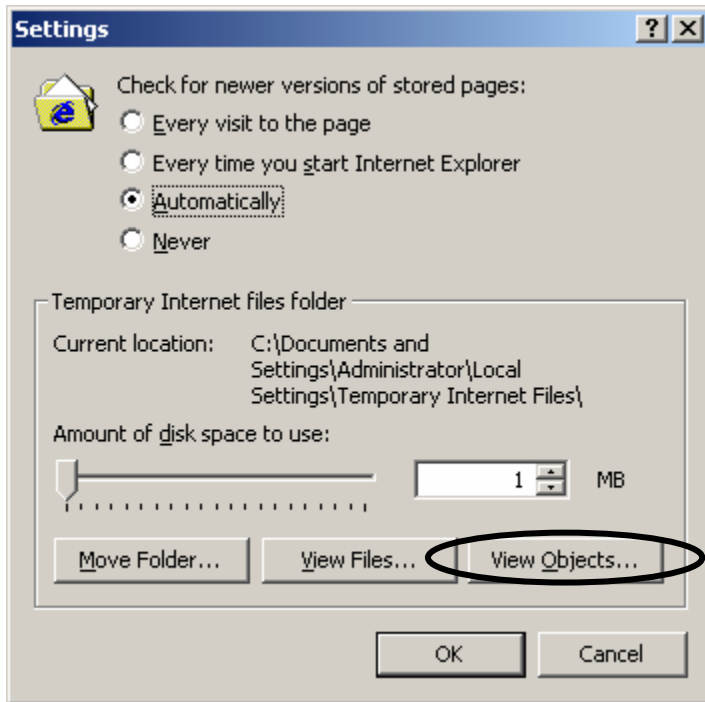 Settings
Check for newer versions of stored pages:
Every visit to the page
Every time you start Internet Explorer
Automatically
Never
Temporary Internet files folder
Current location: C:\Documents and
Settings\Administrator\Local
Settings\Temporary Internet Files\
Amount of disk space to use:
1 MB
Move Folder... View Files... View Objects...
OK Cancel